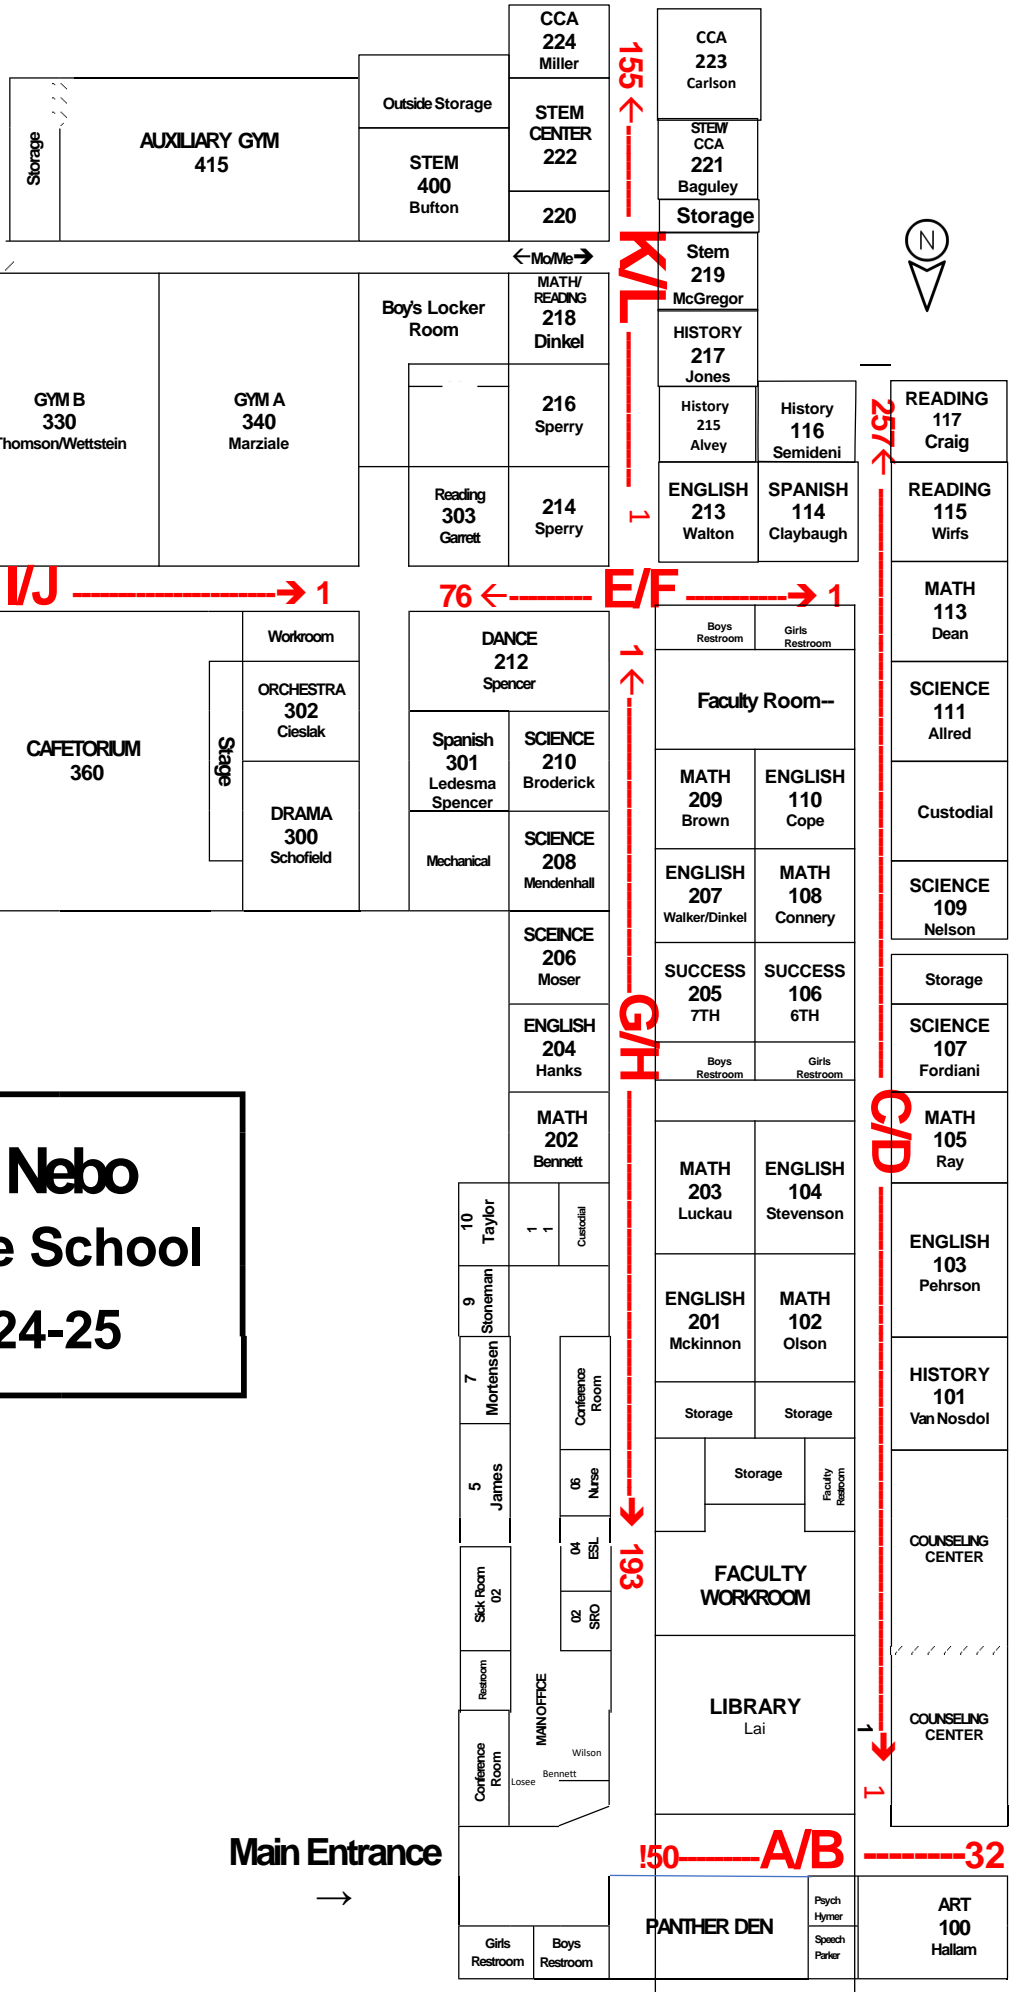 CCA
224
Miller
155
CCA
223
Carlson
Outside Storage
Storage
AUXILIARY GYM
415
STEM
CENTER
222
STEM/
CCA
221
Baguley
STEM
400
Bufton
220
Storage
K/L
N
Mo/Me
Stem
219
McGregor
Boy's Locker
Room
MATH/
READING
218
Dinkel
HISTORY
217
Jones
GYM B
330
Thomson/Wettstein
GYM A
340
Marziale
216
Sperry
History
215
Alvey
History
116
Semideni
257
READING
117
Craig
Reading
303
Garrett
214
Sperry
1
ENGLISH
213
Walton
SPANISH
114
Claybaugh
READING
115
Wirfs
I/J
1
76
E/F
1
MATH
113
Dean
Workroom
DANCE
212
Spencer
1
Boys
Restroom
Girls
Restroom
CAFETORIUM
360
Stage
ORCHESTRA
302
Cieslak
Faculty Room--
SCIENCE
111
Allred
Spanish
301
Ledesma
Spencer
SCIENCE
210
Broderick
MATH
209
Brown
ENGLISH
110
Cope
Custodial
DRAMA
300
Schofield
Mechanical
SCIENCE
208
Mendenhall
ENGLISH
207
Walker/Dinkel
MATH
108
Connery
SCIENCE
109
Nelson
SCEINCE
206
Moser
SUCCESS
205
7TH
SUCCESS
106
6TH
Storage
G/H
ENGLISH
204
Hanks
Boys
Restroom
Girls
Restroom
SCIENCE
107
Fordiani
C/D
Nebo
e School
24-25
MATH
202
Bennett
MATH
203
Luckau
ENGLISH
104
Stevenson
MATH
105
Ray
10
Taylor
1
1
Custodial
ENGLISH
103
Pehrson
9
Stoneman
ENGLISH
201
Mckinnon
MATH
102
Olson
7
Mortensen
Conference
Room
HISTORY
101
Van Nosdol
Storage
Storage
5
James
06
Nurse
Storage
Faculty
Restroom
04
ESL
193
FACULTY
WORKROOM
COUNSELING
CENTER
Sick Room
02
02
SRO
Restroom
MAIN OFFICE
LIBRARY
Lai
1
COUNSELING
CENTER
Conference
Room
Wilson
Bennett
Losee
1
Main Entrance
!50
A/B
32
PANTHER DEN
Psych
Hymer
Speech
Parker
ART
100
Hallam
Girls
Restroom
Boys
Restroom